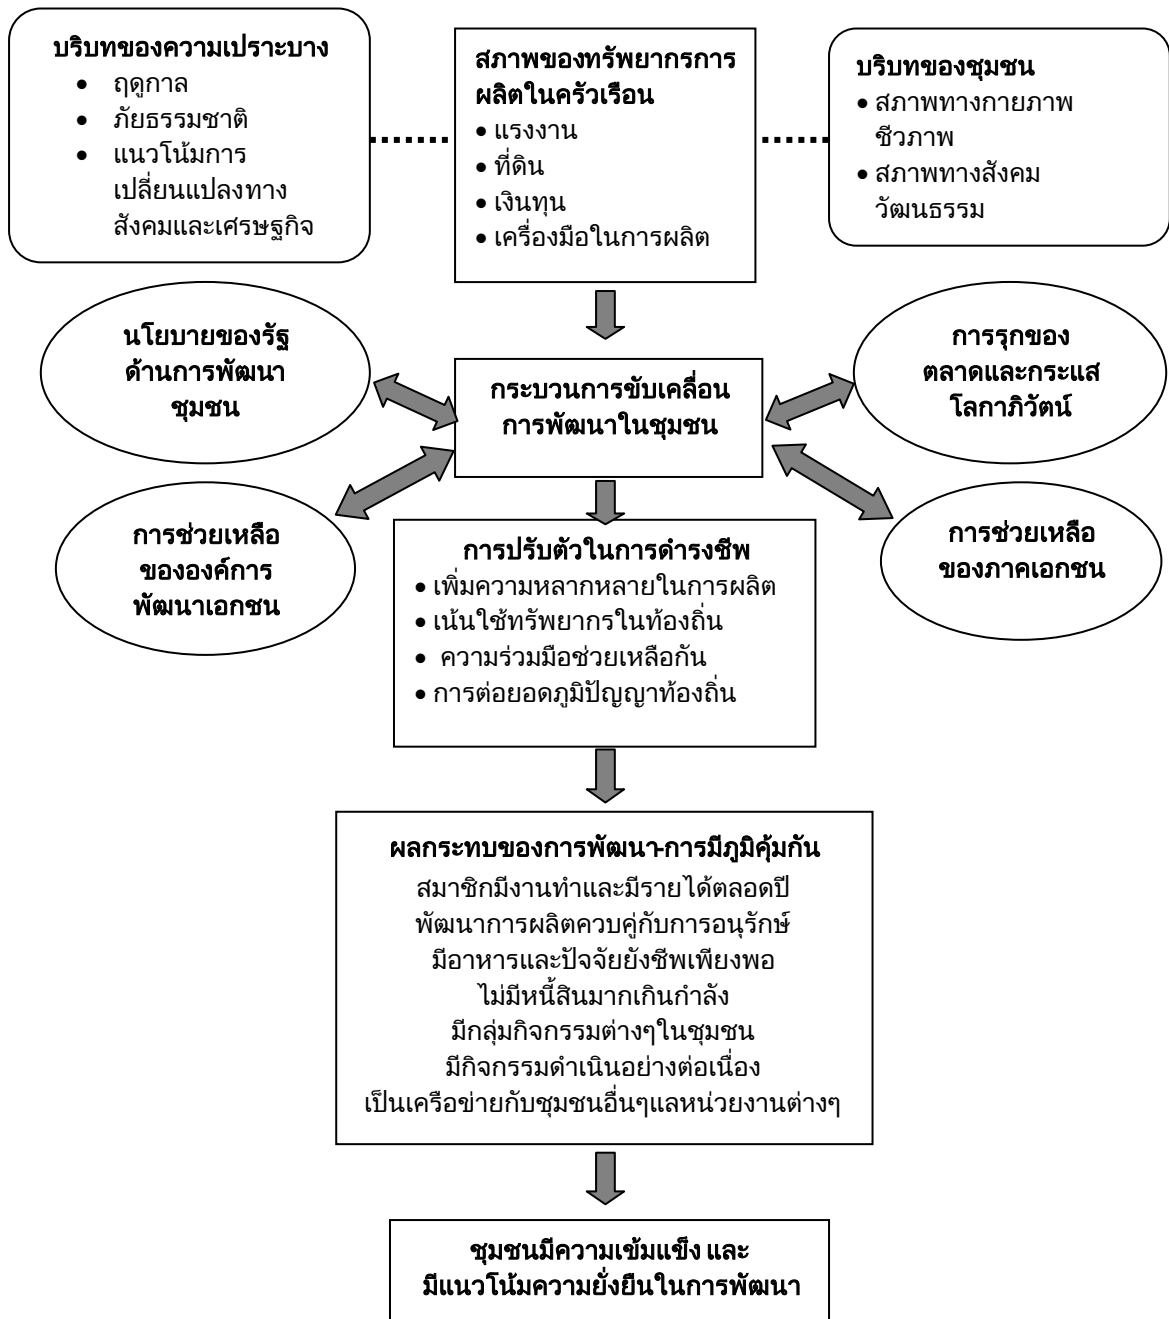 บริบทของความเปราะบาง
• ฤดูกาล
• ภัยธรรมชาติ
• แนวโน้มการ
เปลี่ยนแปลงทาง
สังคมและเศรษฐกิจ
สภาพของทรัพยากรการ
ผลิตในครัวเรือน
• แรงงาน
• ที่ดิน
• เงินทุน
• เครื่องมือในการผลิต
บริบทของชุมชน
• สภาพทางกายภาพ
ชีวภาพ
• สภาพทางสังคม
วัฒนธรรม
นโยบายของรัฐ
ด้านการพัฒนา
ชุมชน
กระบวนการขับเคลื่อน
การพัฒนาในชุมชน
การรุกของ
ตลาดและกระแส
โลกาภิวัตน์
การช่วยเหลือ
ขององค์การ
พัฒนาเอกชน
การปรับตัวในการดำรงชีพ
• เพิ่มความหลากหลายในการผลิต
• เน้นใช้ทรัพยากรในท้องถิ่น
• ความร่วมมือช่วยเหลือกัน
• การต่อยอดภูมิปัญญาท้องถิ่น
การช่วยเหลือ
ของภาคเอกชน
ผลกระทบของการพัฒนา-การมีภูมิคุ้มกัน
สมาชิกมีงานทำและมีรายได้ตลอดปี
พัฒนาการผลิตควบคู่กับการอนุรักษ์
มีอาหารและปัจจัยยังชีพเพียงพอ
ไม่มีหนี้สินมากเกินกำลัง
มีกลุ่มกิจกรรมต่างๆในชุมชน
มีกิจกรรมดำเนินอย่างต่อเนื่อง
เป็นเครือข่ายกับชุมชนอื่นๆแลหน่วยงานต่างๆ
ชุมชนมีความเข้มแข็ง และ
มีแนวโน้มความยั่งยืนในการพัฒนา